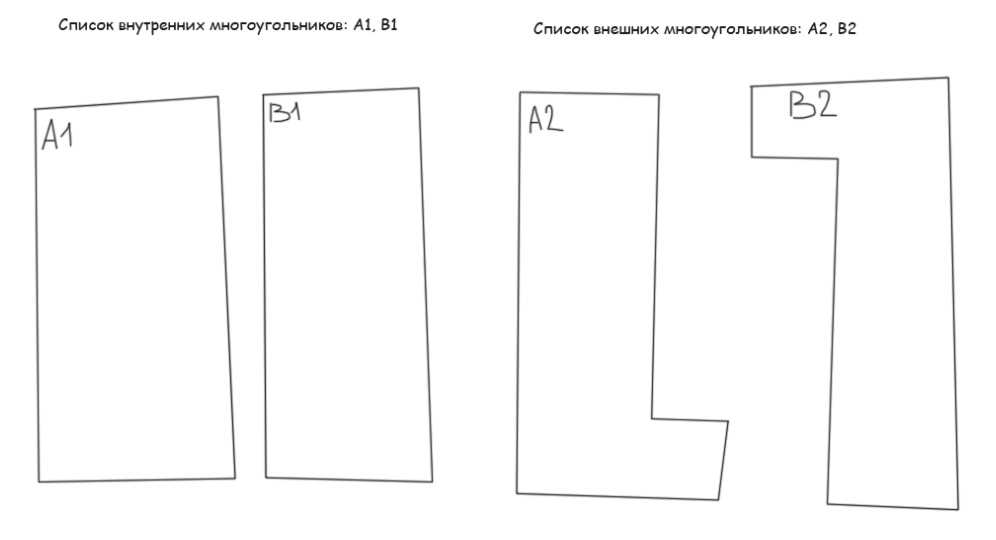 Список внутренних многоугольников: A1, B1
Список внешних многоугольников: A2, B2
A1
B1
A2
B2